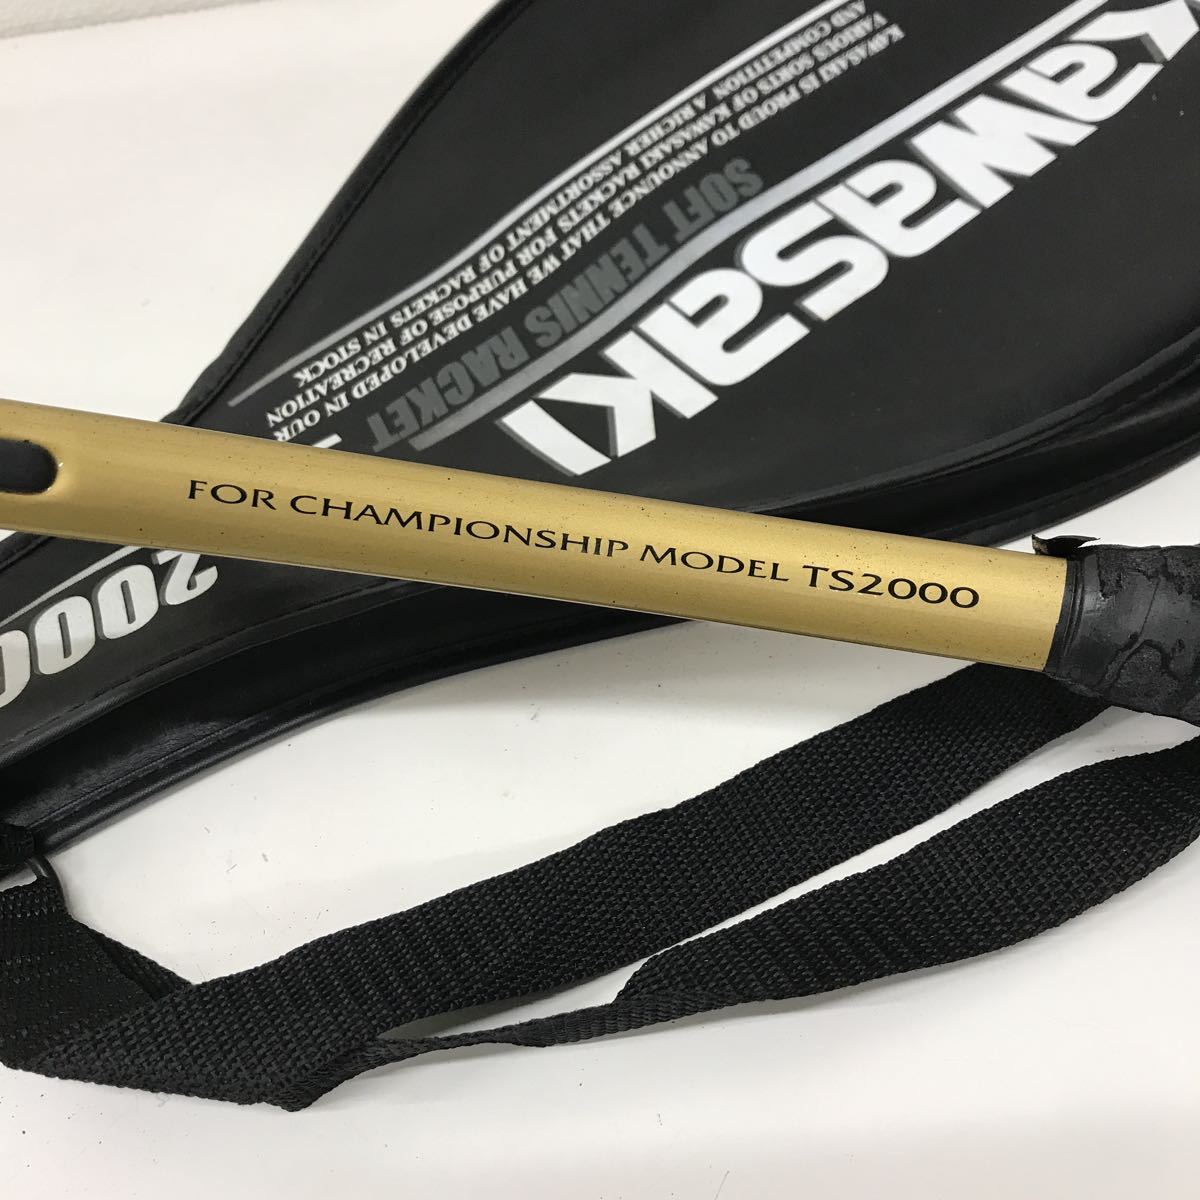 Kawasaki
KAWASAKI IS PROUD TO ANNOUNCE THAT WE HAVE DEVELOPED IN OUR
VARIOUS SORTS OF KAWASAKI RACKETS FOR PURPOSE OF RECREATION
AND COMPETITION A RICHER ASSORTMENT OF RACKETS IN STOCK
SOFT TENNIS RACKET
FOR CHAMPIONSHIP MODEL TS2000
2000